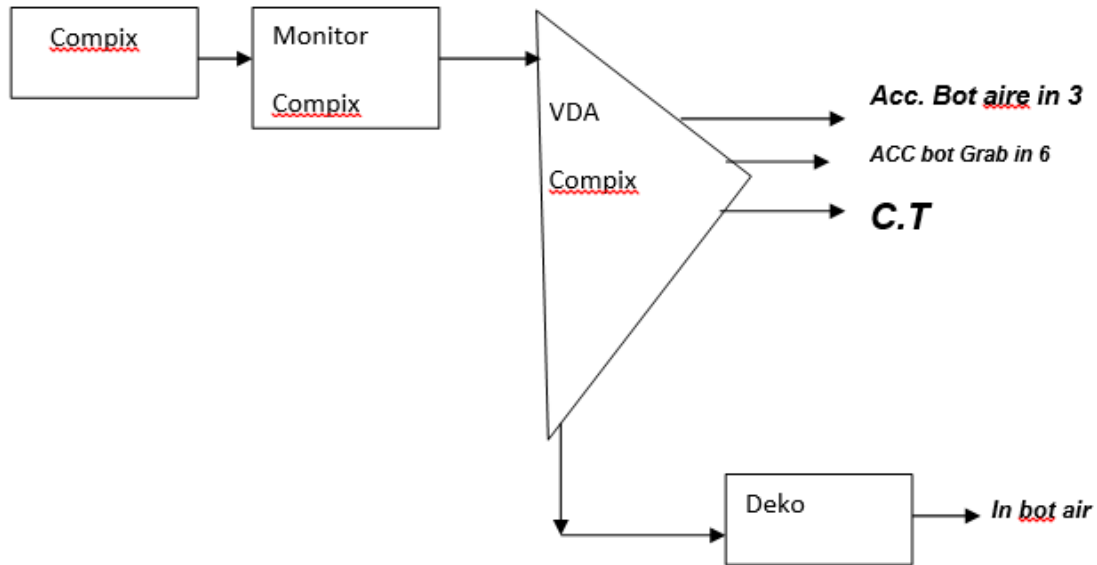 Compix
Monitor
Compix
VDA
Compix
Acc. Bot aire in 3
ACC bot Grab in 6
C.T
Deko
In bot air